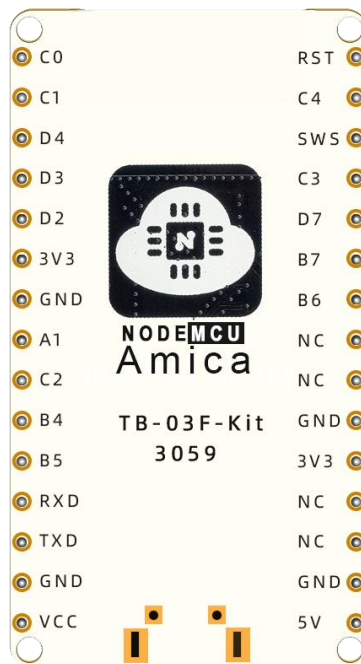 C0 RST
C1 C4
D4 SWS
D3 C3
D2 D7
3V3 B7
GND B6
N
NODEMCU
A1 NC
Amica
C2 NC
B4 TB-03F-Kit GND
B5 3059 3V3
RXD NC
TXD NC
GND GND
VCC 5V